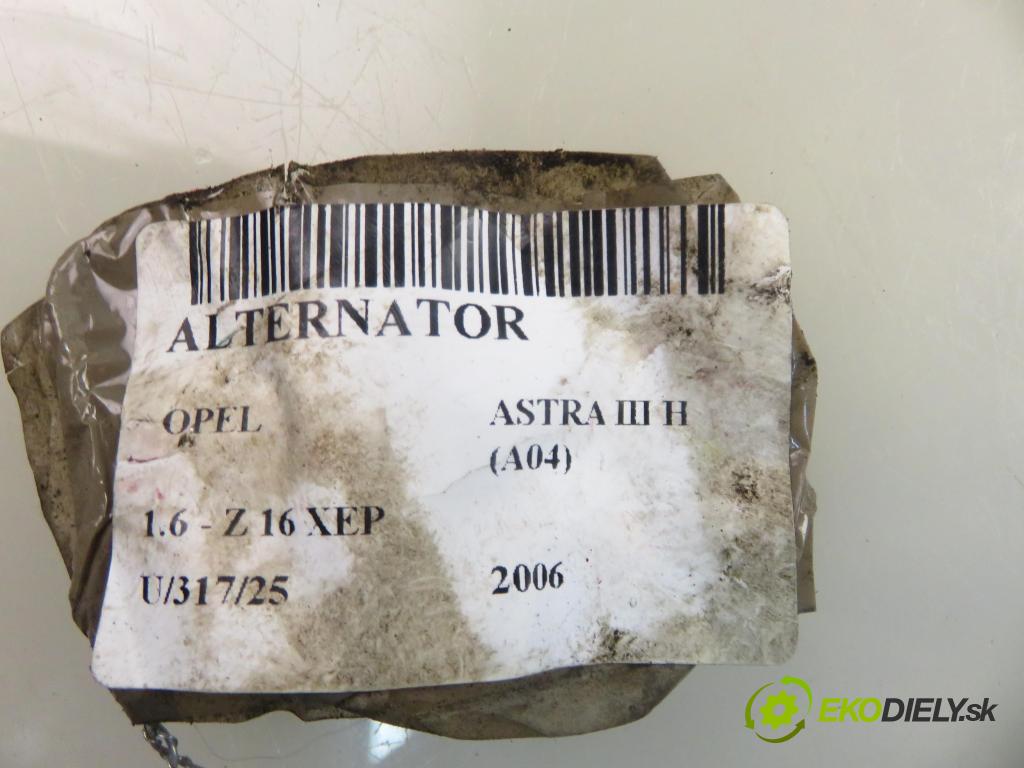 ALTERNATOR
OPEL ASTRA III H
(A04)
1.6 - Z 16 XEP
U/317/25 2006
EKODIELY.sk